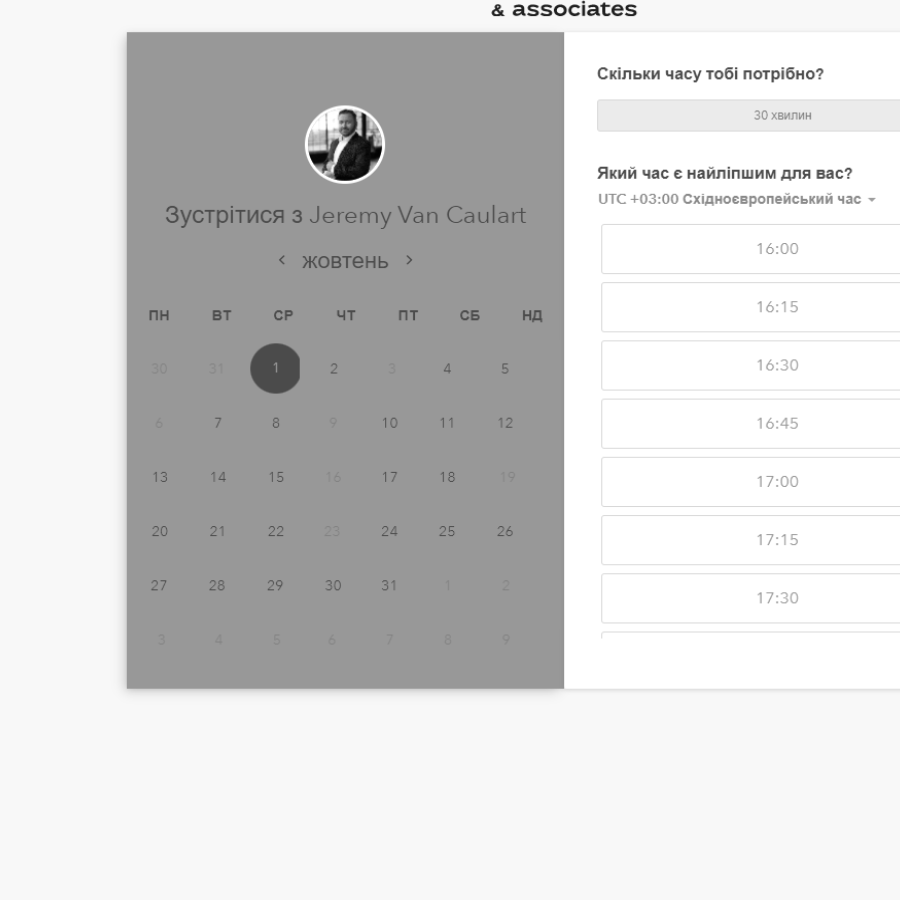 & associates
Зустрітися з Jeremy Van Caulart
жовтень
ПН ВТ СР ЧТ ПТ СБ НД
30 31 1 2 3 4 5
6 7 8 9 10 11 12
13 14 15 16 17 18 19
20 21 22 23 24 25 26
27 28 29 30 31 1 2
3 4 5 6 7 8 9
Скільки часу тобі потрібно?
30 хвилин
Який час є найліпшим для вас?
UTC +03:00 Східноєвропейський час
16:00
16:15
16:30
16:45
17:00
17:15
17:30